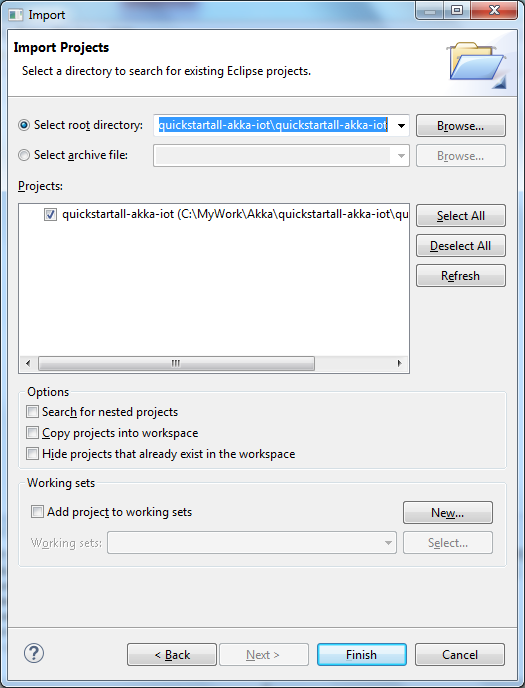 Import
Import Projects
Select a directory to search for existing Eclipse projects.
Select root directory:
quickstartall-akka-iot\quickstartall-akka-iot
Browse...
Select archive file:
Browse...
Projects:
quickstartall-akka-iot (C:\MyWork\Akka\quickstartall-akka-iot\qu
Select All
Deselect All
Refresh
Options
Search for nested projects
Copy projects into workspace
Hide projects that already exist in the workspace
Working sets
Add project to working sets
New...
Working sets:
Select...
?
< Back
Next >
Finish
Cancel